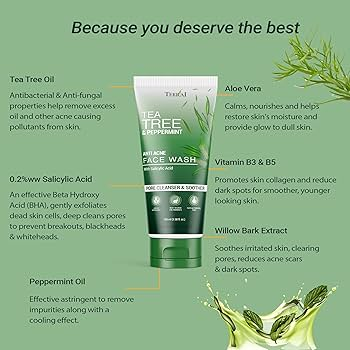 Because you deserve the best
Tea Tree Oil
Antibacterial & Anti-fungal
properties help remove excess
oil and other acne causing
pollutants from skin.
0.2%ww Salicylic Acid
An effective Beta Hydroxy
Acid (BHA), gently exfoliates
dead skin cells, deep cleans pores
to prevent breakouts, blackheads
& whiteheads.
Peppermint Oil
Effective astringent to remove
impurities along with a
cooling effect.
TEA
TREE
& PEPPERMINT
ANTI ACNE
FACE WASH
With Salicylic Acid
PORE CLEANSER & SOOTHER
Aloe Vera
Calms, nourishes and helps
restore skin's moisture and
provide glow to dull skin.
Vitamin B3 & B5
Promotes skin collagen and reduce
dark spots for smoother, younger
looking skin.
Willow Bark Extract
Soothes irritated skin, clearing
pores, reduces acne scars
& dark spots.